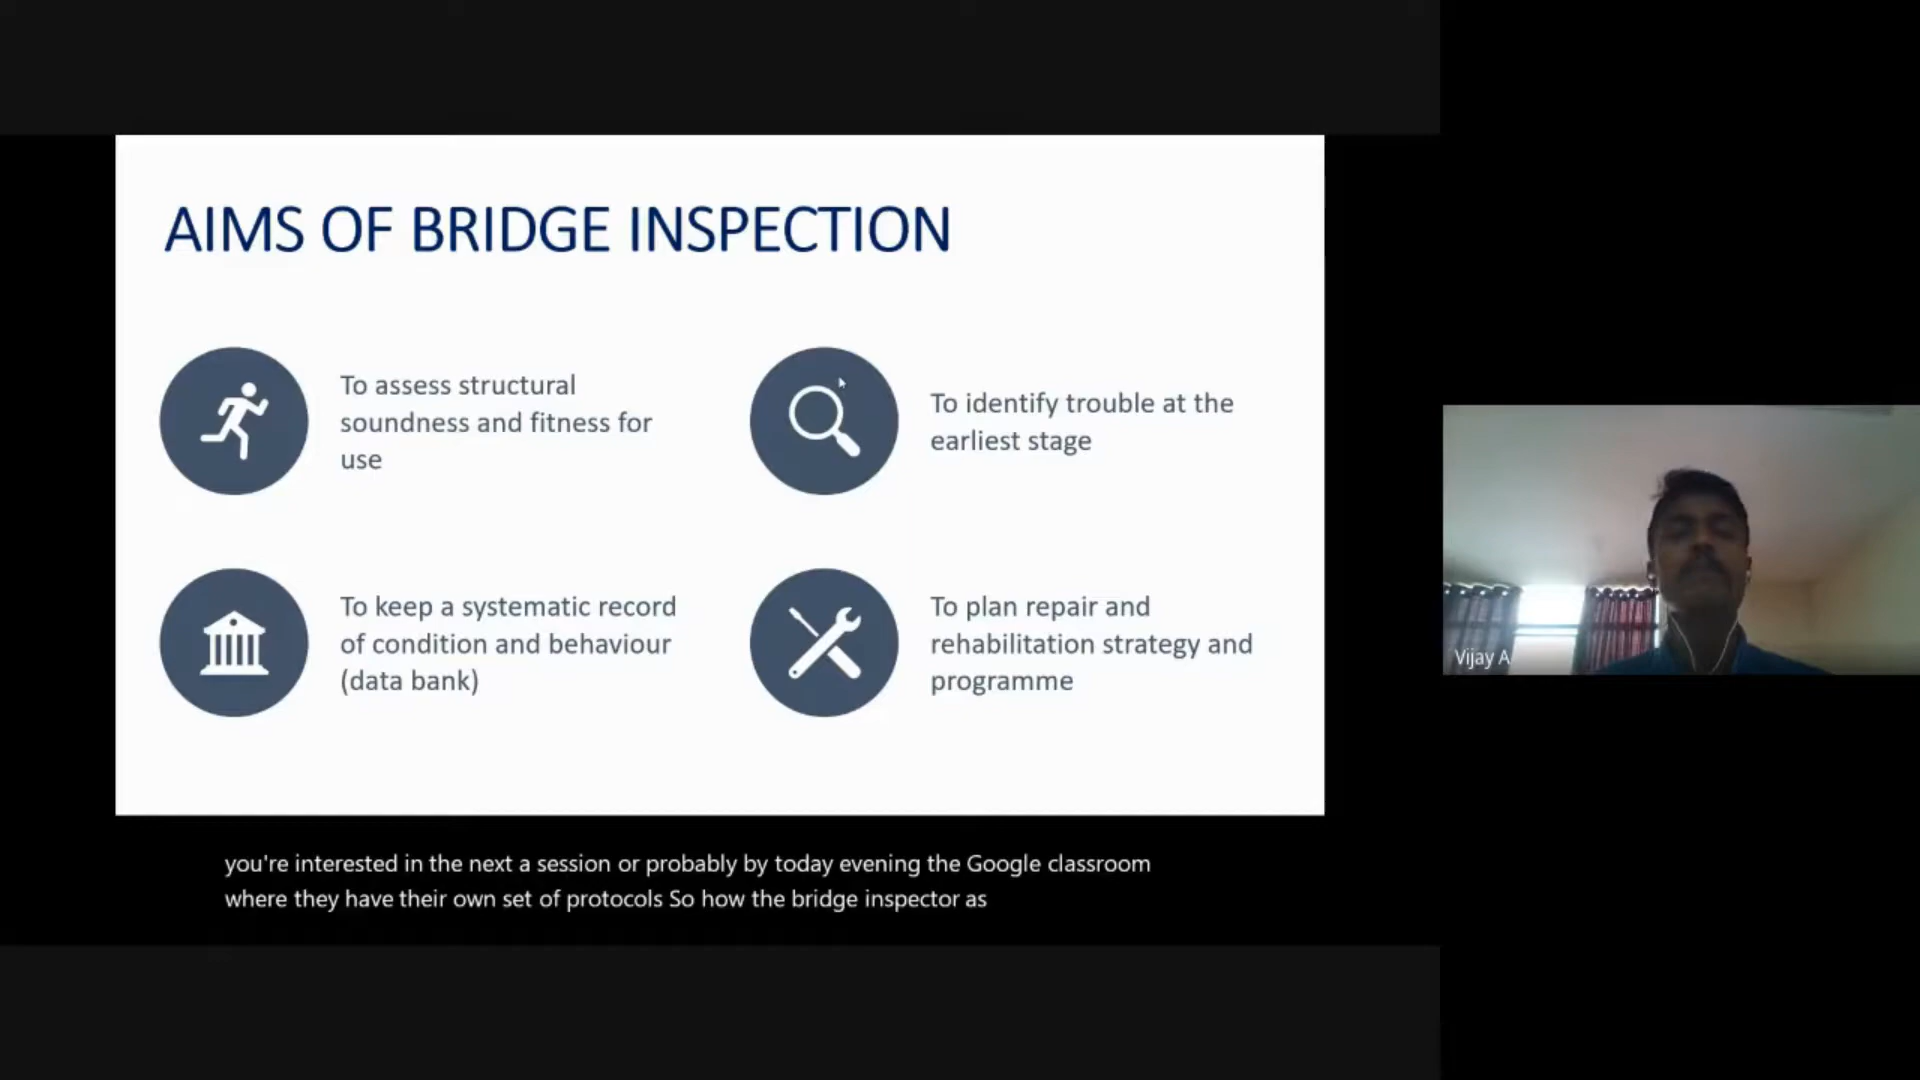 AIMS OF BRIDGE INSPECTION
To assess structural
soundness and fitness for
use
To identify trouble at the
earliest stage
To keep a systematic record
of condition and behaviour
(data bank)
To plan repair and
rehabilitation strategy and
programme
Vijay A
you're interested in the next a session or probably by today evening the Google classroom
where they have their own set of protocols So how the bridge inspector as